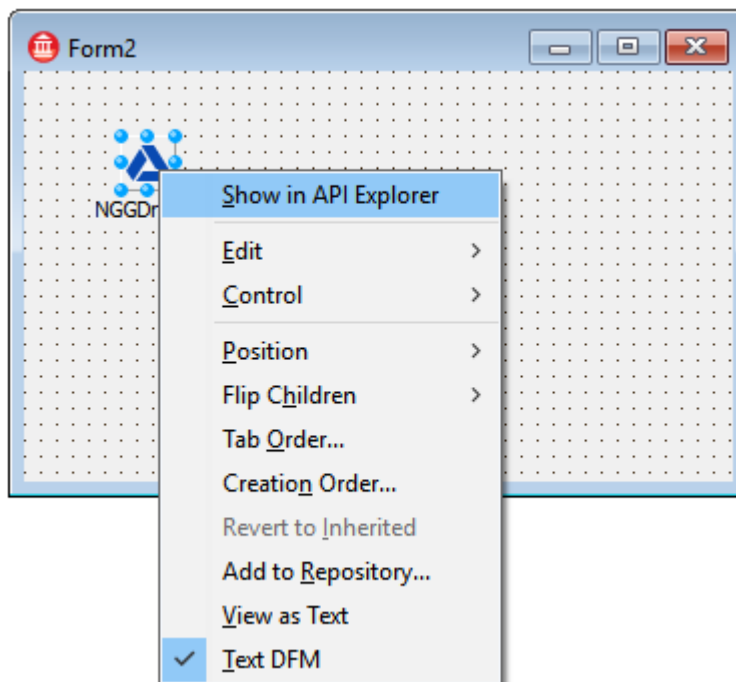 Form2
NGGDr
Show in API Explorer
Edit
Control
Position
Flip Children
Tab Order...
Creation Order...
Revert to Inherited
Add to Repository...
View as Text
Text DFM